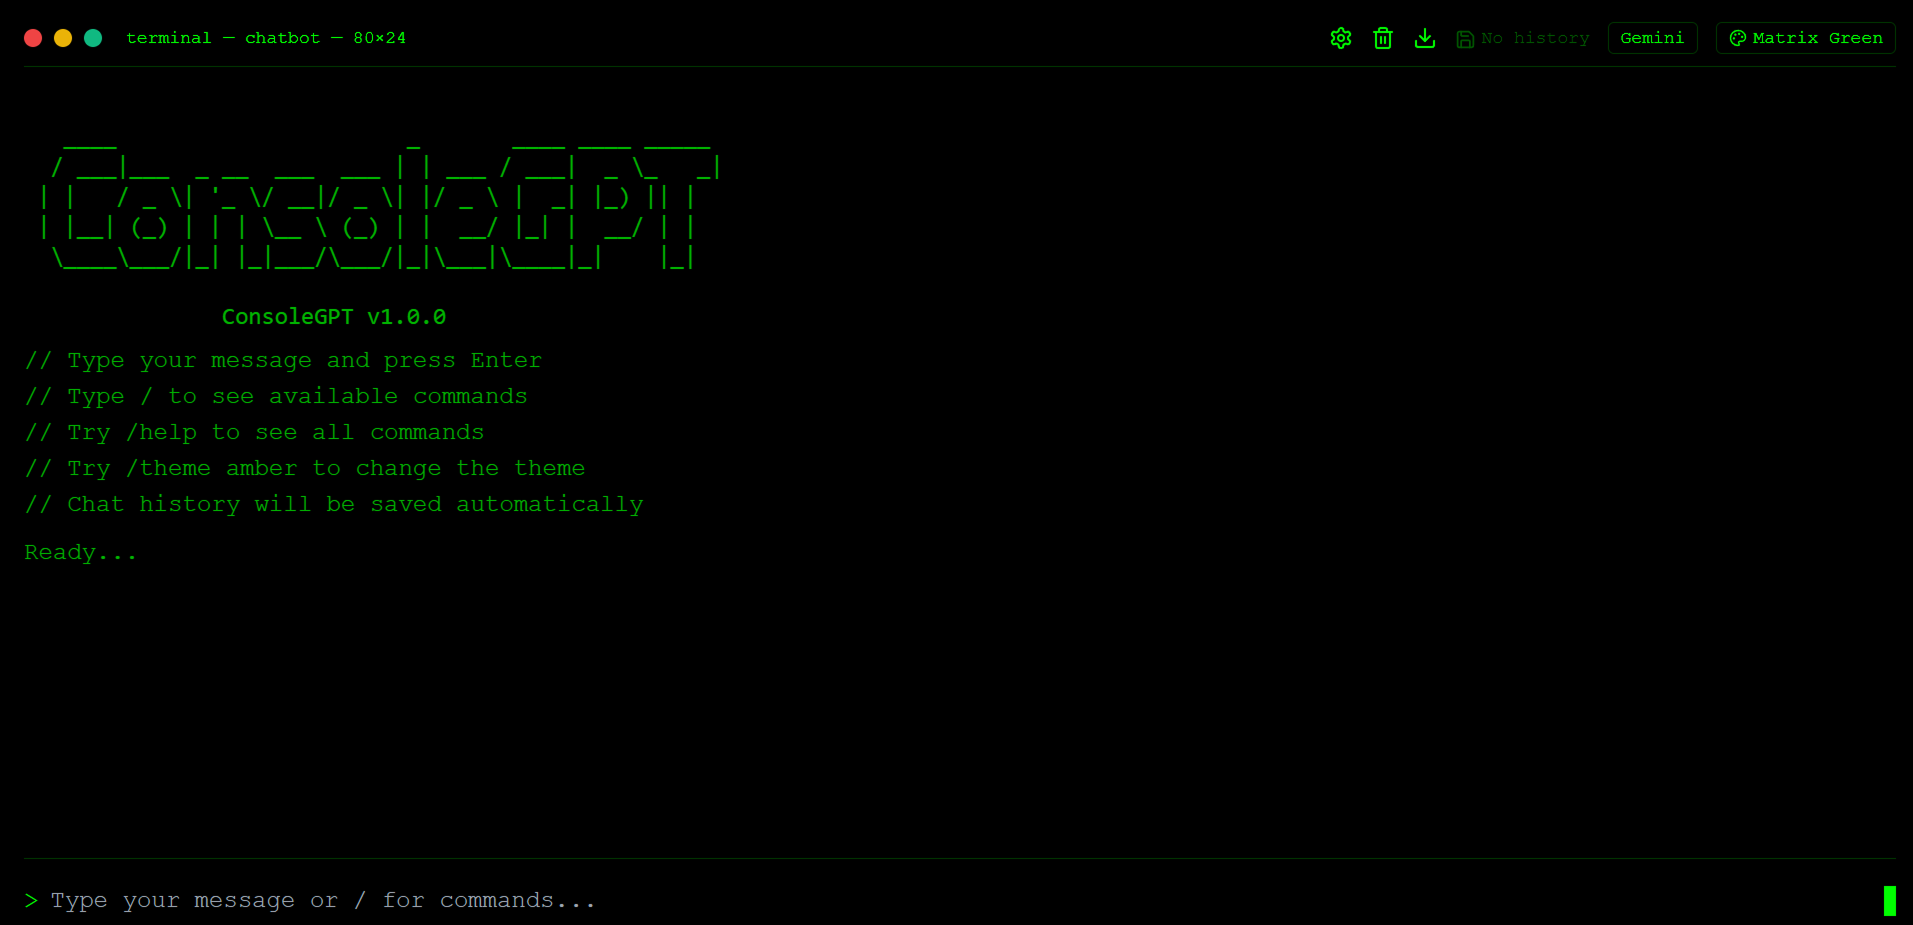 terminal — chatbot — 80×24
No history
Gemini
Matrix Green
ConsoleGPT
ConsoleGPT v1.0.0
// Type your message and press Enter
// Type / to see available commands
// Try /help to see all commands
// Try /theme amber to change the theme
// Chat history will be saved automatically
Ready...
> Type your message or / for commands...